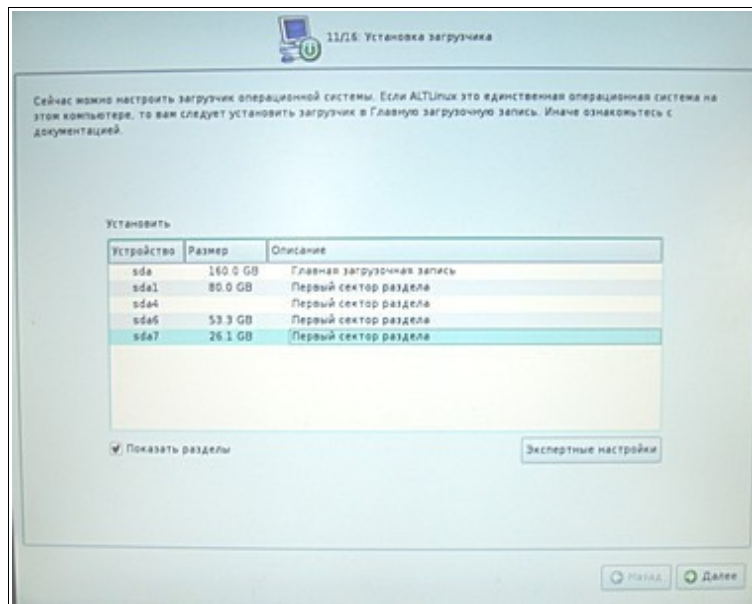 11/16: Установка загрузчика
Сейчас можно настроить загрузчик операционной системы. Если ALTLinux это единственная операционная система на
этом компьютере, то вам следует установить загрузчик в Главную загрузочную запись. Иначе ознакомьтесь с
документацией.
Установить
Устройство Размер Описание
sda 160.0 GB Главная загрузочная запись
sda1 80.0 GB Первый сектор раздела
sda4 Первый сектор раздела
sda6 53.3 GB Первый сектор раздела
sda7 26.1 GB Первый сектор раздела
Показать разделы Экспертные настройки
Назад Далее